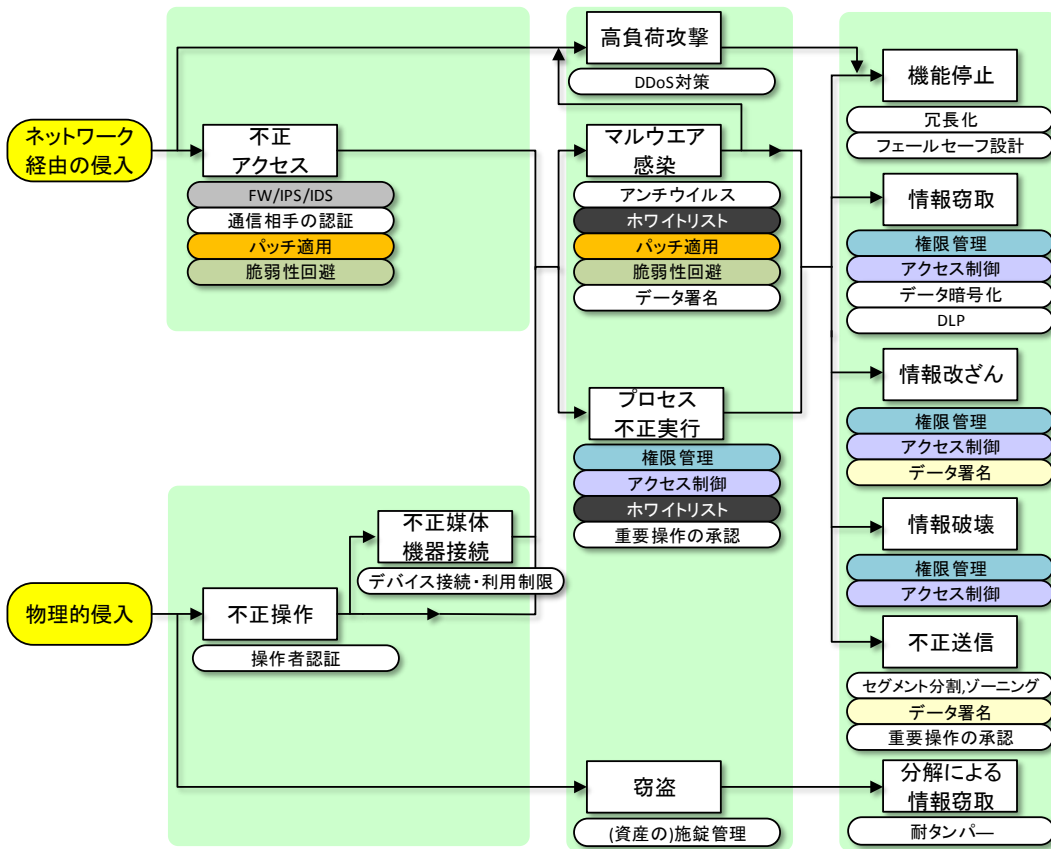 ネットワーク
経由の侵入
不正
アクセス
FW/IPS/IDS
通信相手の認証
パッチ適用
脆弱性回避
物理的侵入
不正操作
操作者認証
不正媒体
機器接続
デバイス接続・利用制限
高負荷攻撃
DDoS対策
マルウエア
感染
アンチウイルス
ホワイトリスト
パッチ適用
脆弱性回避
データ署名
プロセス
不正実行
権限管理
アクセス制御
ホワイトリスト
重要操作の承認
窃盗
(資産の)施錠管理
機能停止
冗長化
フェールセーフ設計
情報窃取
権限管理
アクセス制御
データ暗号化
DLP
情報改ざん
権限管理
アクセス制御
データ署名
情報破壊
権限管理
アクセス制御
不正送信
セグメント分割,ゾーニング
データ署名
重要操作の承認
分解による
情報窃取
耐タンパ―